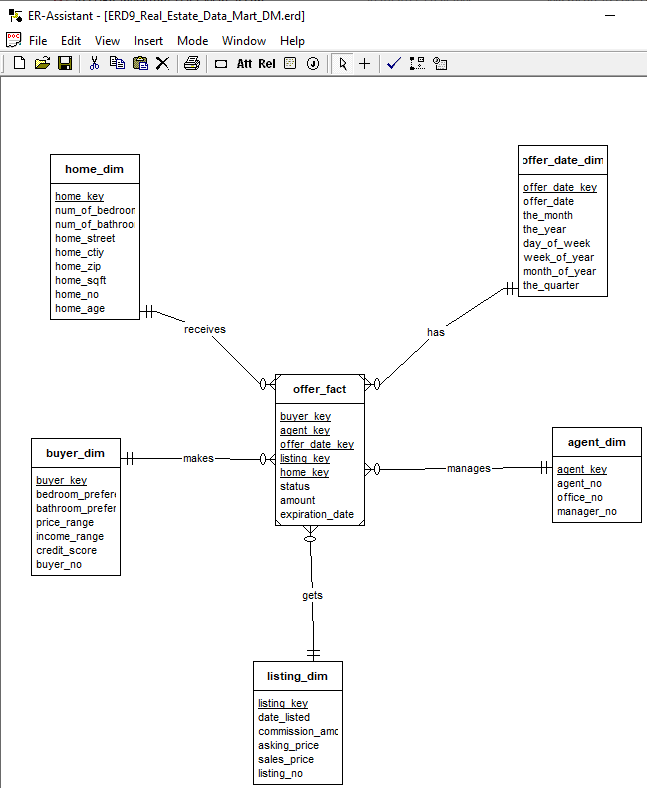 ER-Assistant - [ERD9_Real_Estate_Data_Mart_DM.erd]
File Edit View Insert Mode Window Help
Att Rel
home_dim
home_key
num_of_bedroor
num_of_bathroor
home_street
home_ctiy
home_zip
home_sqft
home_no
home_age
offer_date_dim
offer_date_key
offer_date
the_month
the_year
day_of_week
week_of_year
month_of_year
the_quarter
receives
has
offer_fact
buyer_key
agent_key
offer_date_key
listing_key
home_key
status
amount
expiration_date
buyer_dim
buyer_key
bedroom_prefere
bathroom_prefer
price_range
income_range
credit_score
buyer_no
makes
agent_dim
agent_key
agent_no
office_no
manager_no
manages
gets
listing_dim
listing_key
date_listed
commission_amo
asking_price
sales_price
listing_no